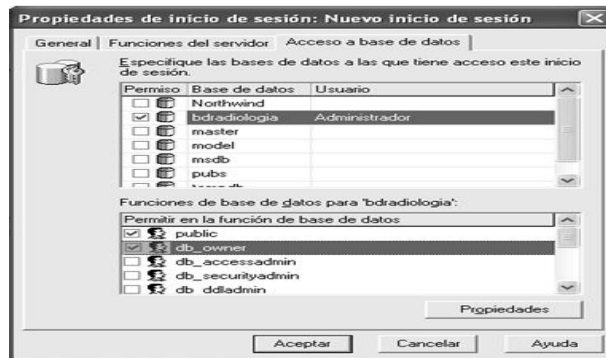 Propiedades de inicio de sesión: Nuevo inicio de sesión
General Funciones del servidor Acceso a base de datos
Especifique las bases de datos a las que tiene acceso este inicio
de sesión.
Permiso Base de datos Usuario
Northwind
bdradiologia Administrador
master
model
msdb
pubs
Funciones de base de datos para 'bdradiologia':
Permitir en la función de base de datos
public
db_owner
db_accessadmin
db_securityadmin
db_ddladmin
Propiedades
Aceptar Cancelar Ayuda